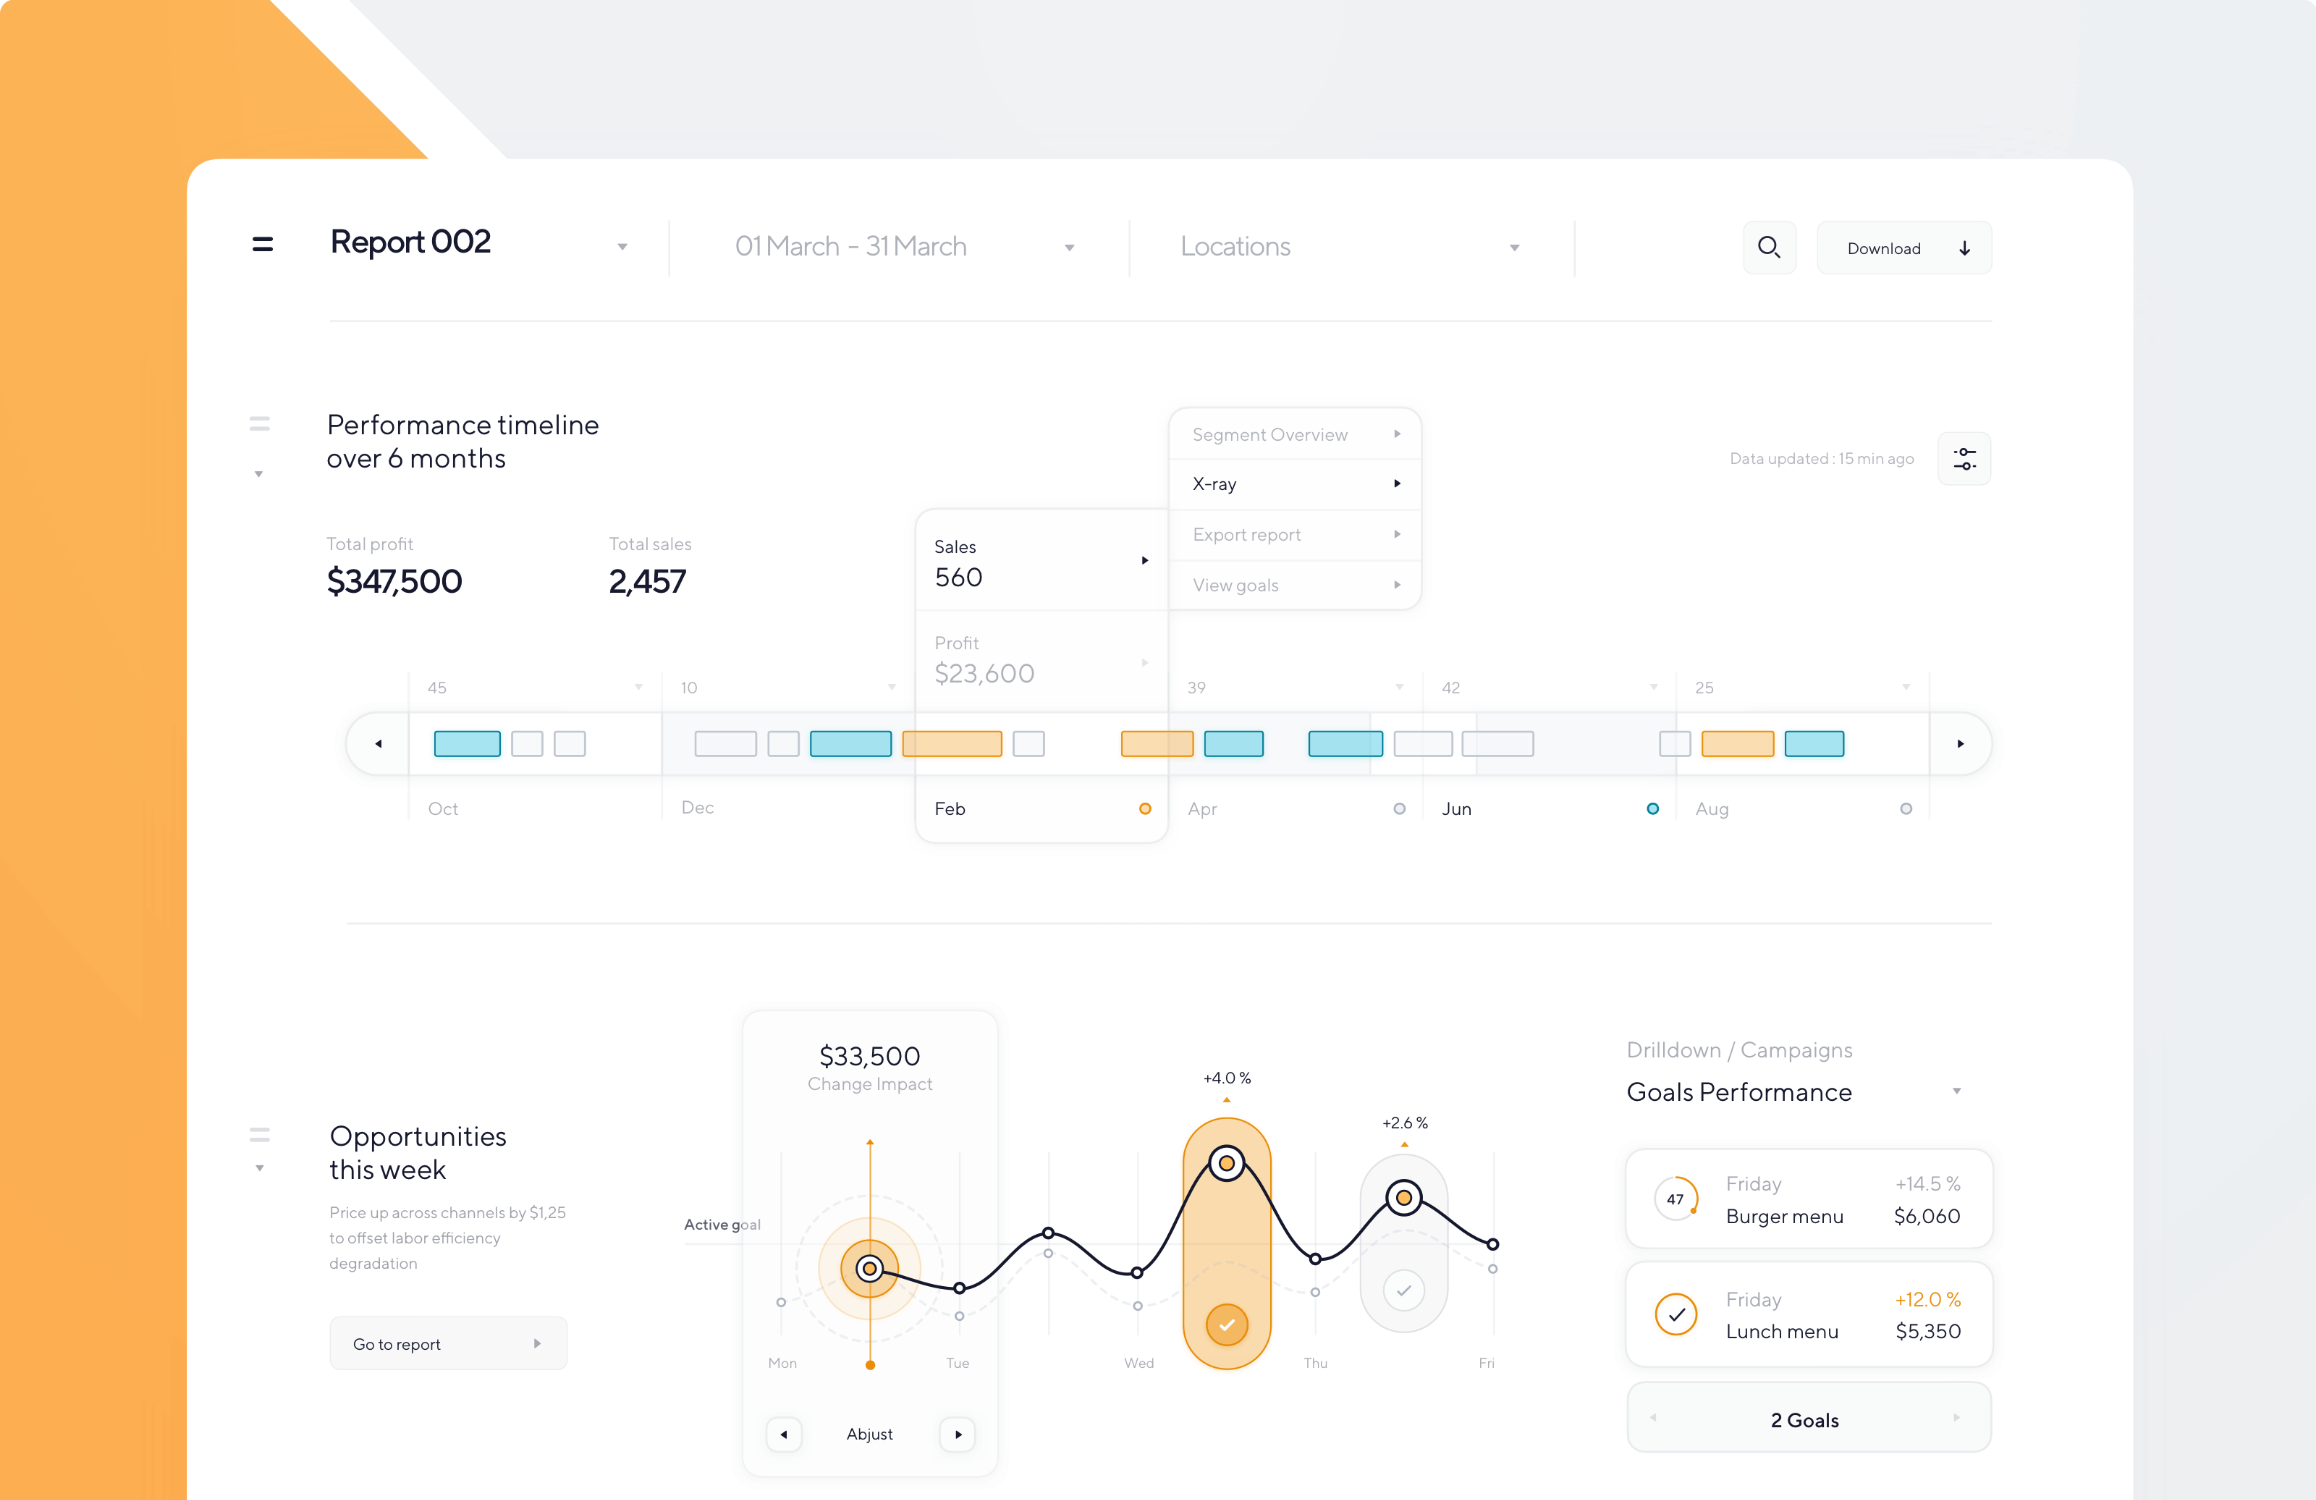 Report 002
01 March - 31 March
Locations
Download
Performance timeline
over 6 months
Segment Overview
X-ray
Export report
View goals
Data updated : 15 min ago
Total profit
$347,500
Total sales
2,457
Sales
560
Profit
$23,600
45
10
39
42
25
Oct
Dec
Feb
Apr
Jun
Aug
Opportunities
this week
Price up across channels by $1,25
to offset labor efficiency
degradation
Go to report
$33,500
Change Impact
Active goal
+4.0 %
+2.6 %
Mon
Tue
Wed
Thu
Fri
Abjust
Drilldown / Campaigns
Goals Performance
47
Friday
+14.5 %
Burger menu
$6,060
Friday
+12.0 %
Lunch menu
$5,350
2 Goals